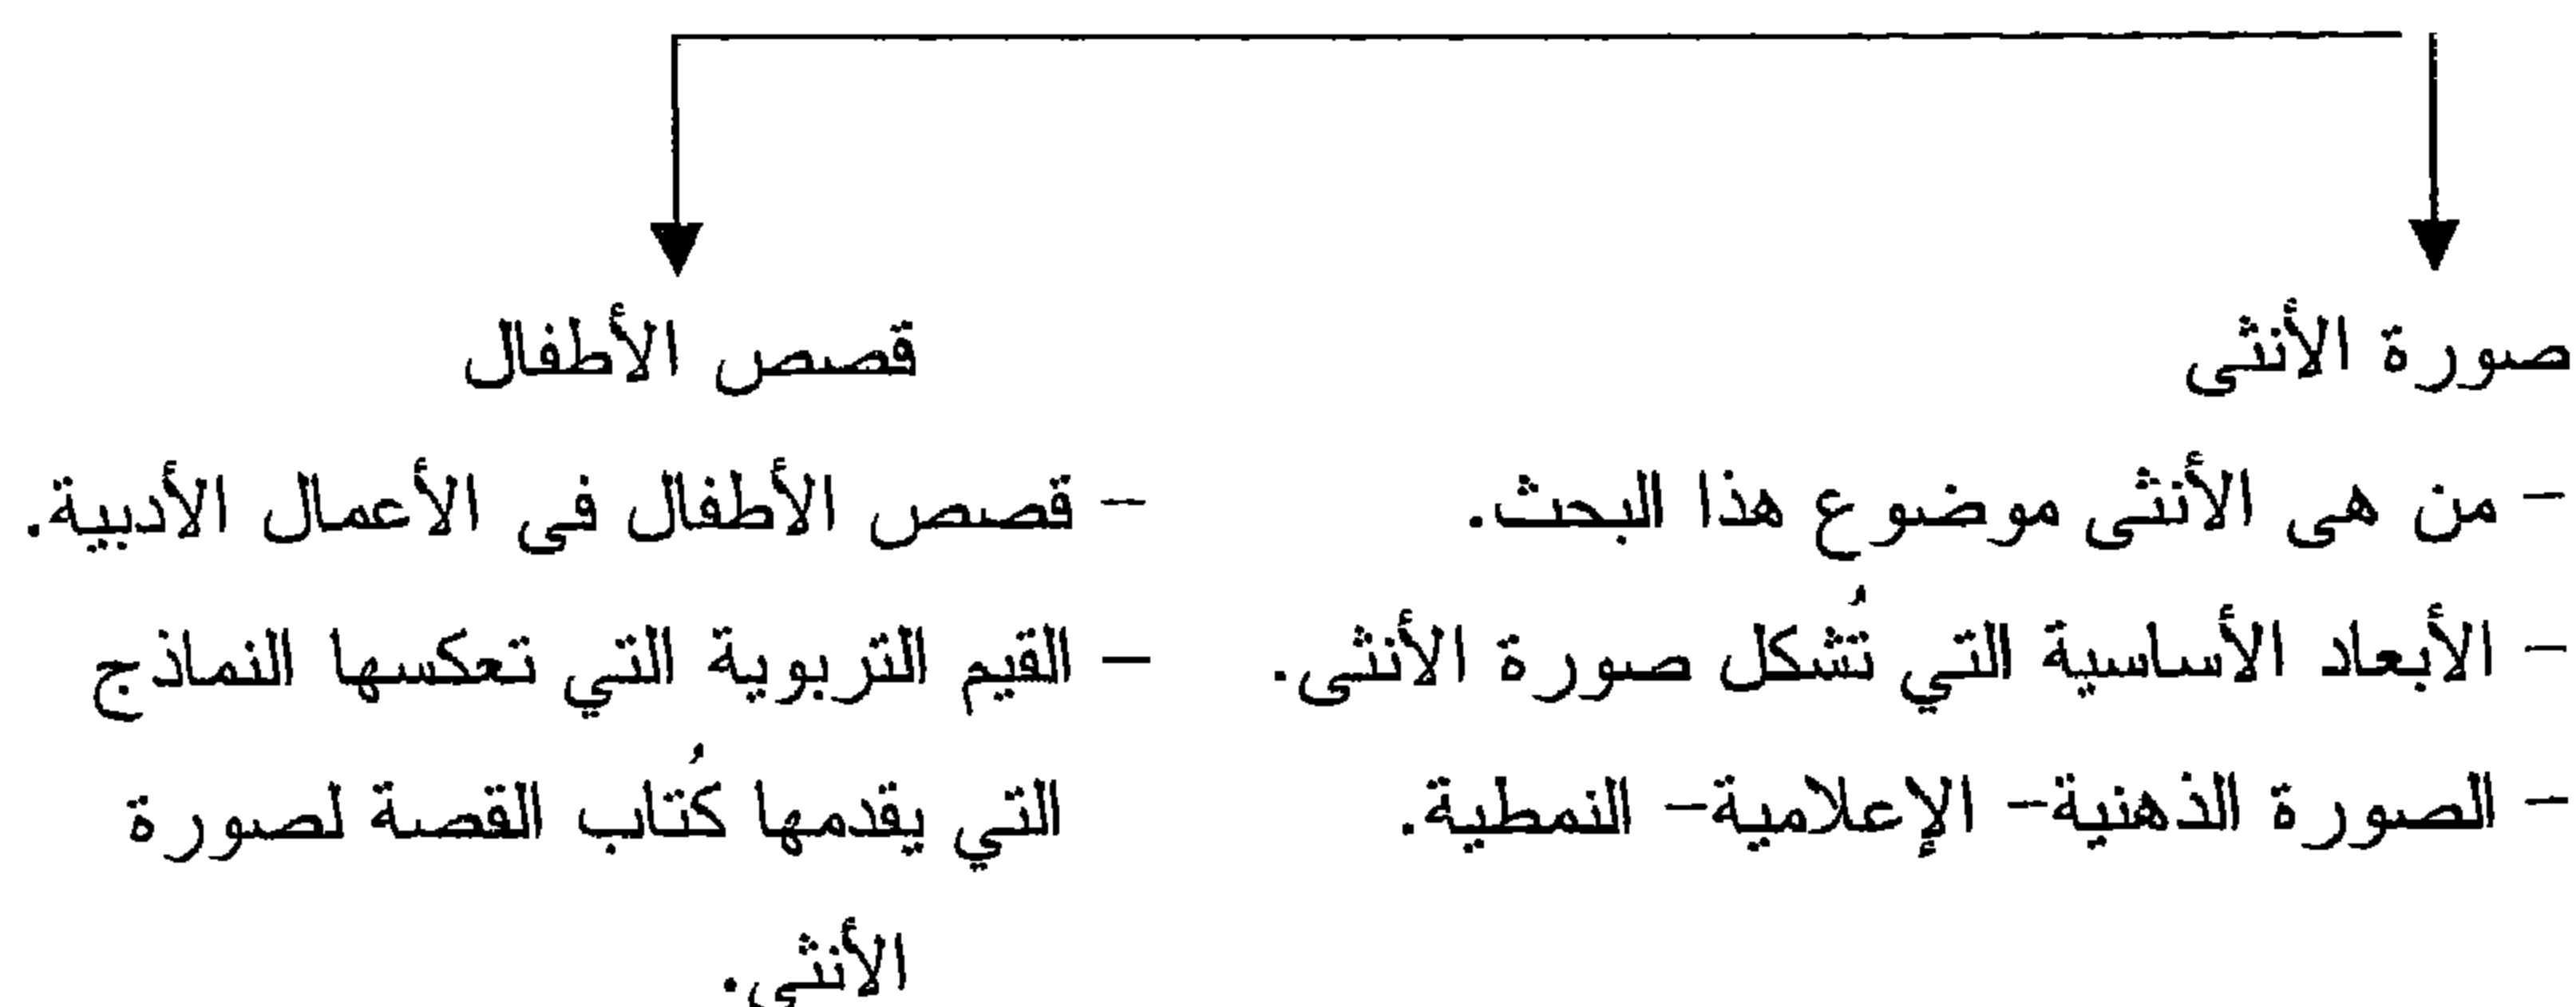 صورة الأنثى
- من هى الأنثى موضوع هذا البحث.
- الأبعاد الأساسية التي تُشكل صورة الأنثى.
- الصورة الذهنية- الإعلامية- النمطية.
قصص الأطفال
- قصص الأطفال فى الأعمال الأدبية.
- القيم التربوية التي تعكسها النماذج
التي يقدمها كُتاب القصة لصورة
الأنثى.